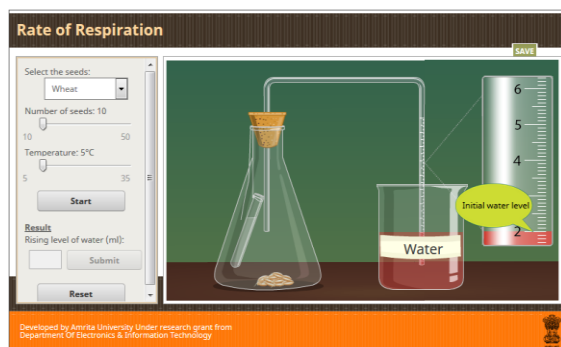 Rate of Respiration
SAVE
Select the seeds:
Wheat
Number of seeds: 10
10 50
Temperature: 5°C
5 35
Start
Result
Rising level of water (ml):
Submit
Reset
Water
6
5
4
Initial water level
2
Developed by Amrita University Under research grant from
Department Of Electronics & Information Technology